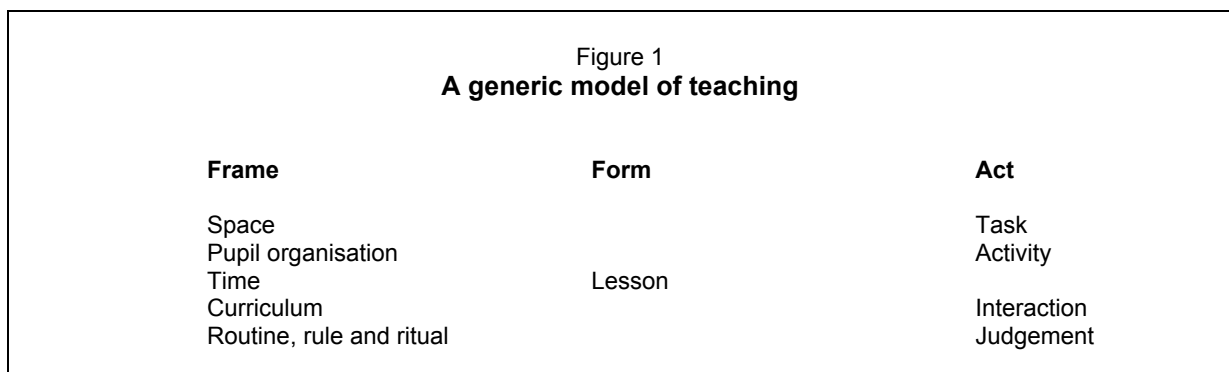 Figure 1
A generic model of teaching
Frame Form Act
Space Task
Pupil organisation Activity
Time Lesson
Curriculum Interaction
Routine, rule and ritual Judgement